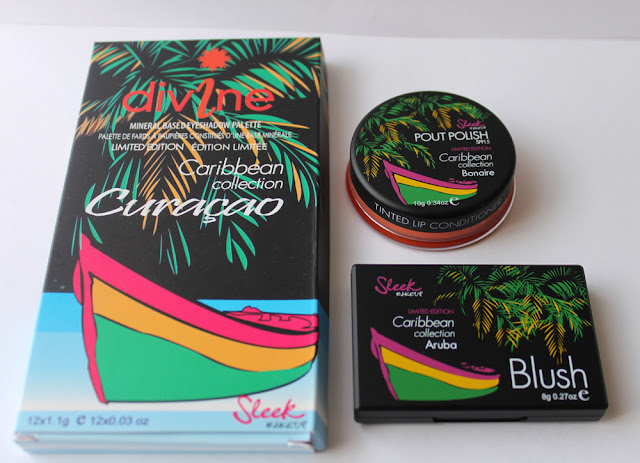 divine
MINERAL BASED EYESHADOW PALETTE
PALETTE DE FARDS À PAUPIÈRES CONSTITUÉS D'UNE BASE MINÉRALE
LIMITED EDITION · ÉDITION LIMITÉE
Caribbean
collection
Curaçao
12x1.1g e 12x0.03 oz
Sleek
MAKEUP
Sleek
MAKEUP
POUT POLISH
SPF15
LIMITED EDITION
Caribbean
collection
Bonaire
10g 0.34oz e
TINTED LIP CONDITIONER
Sleek
MAKEUP
LIMITED EDITION
Caribbean
collection
Aruba
Blush
8g 0.27oz e